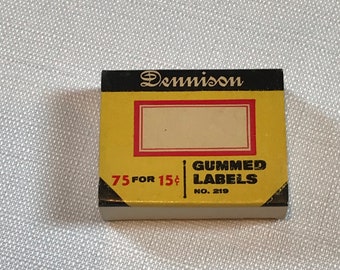 Dennison
75 FOR 15¢
GUMMED
LABELS
NO. 219